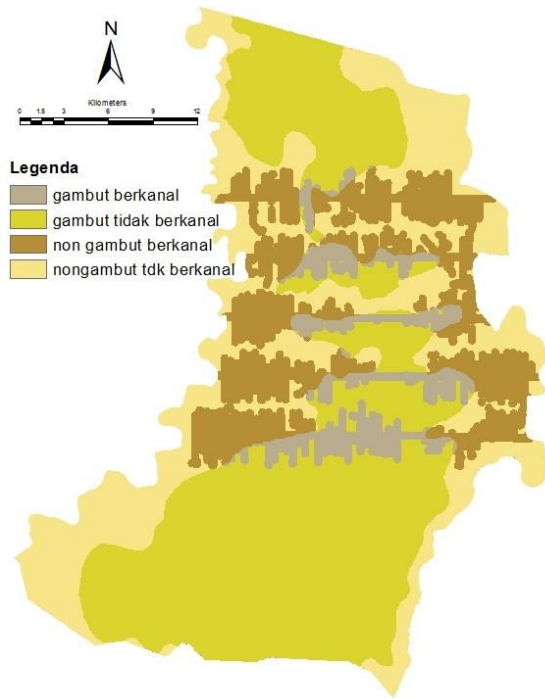 N
Kilometers
0 1.5 3 6 9 12
Legenda
gambut berkanal
gambut tidak berkanal
non gambut berkanal
nongambut tdk berkanal